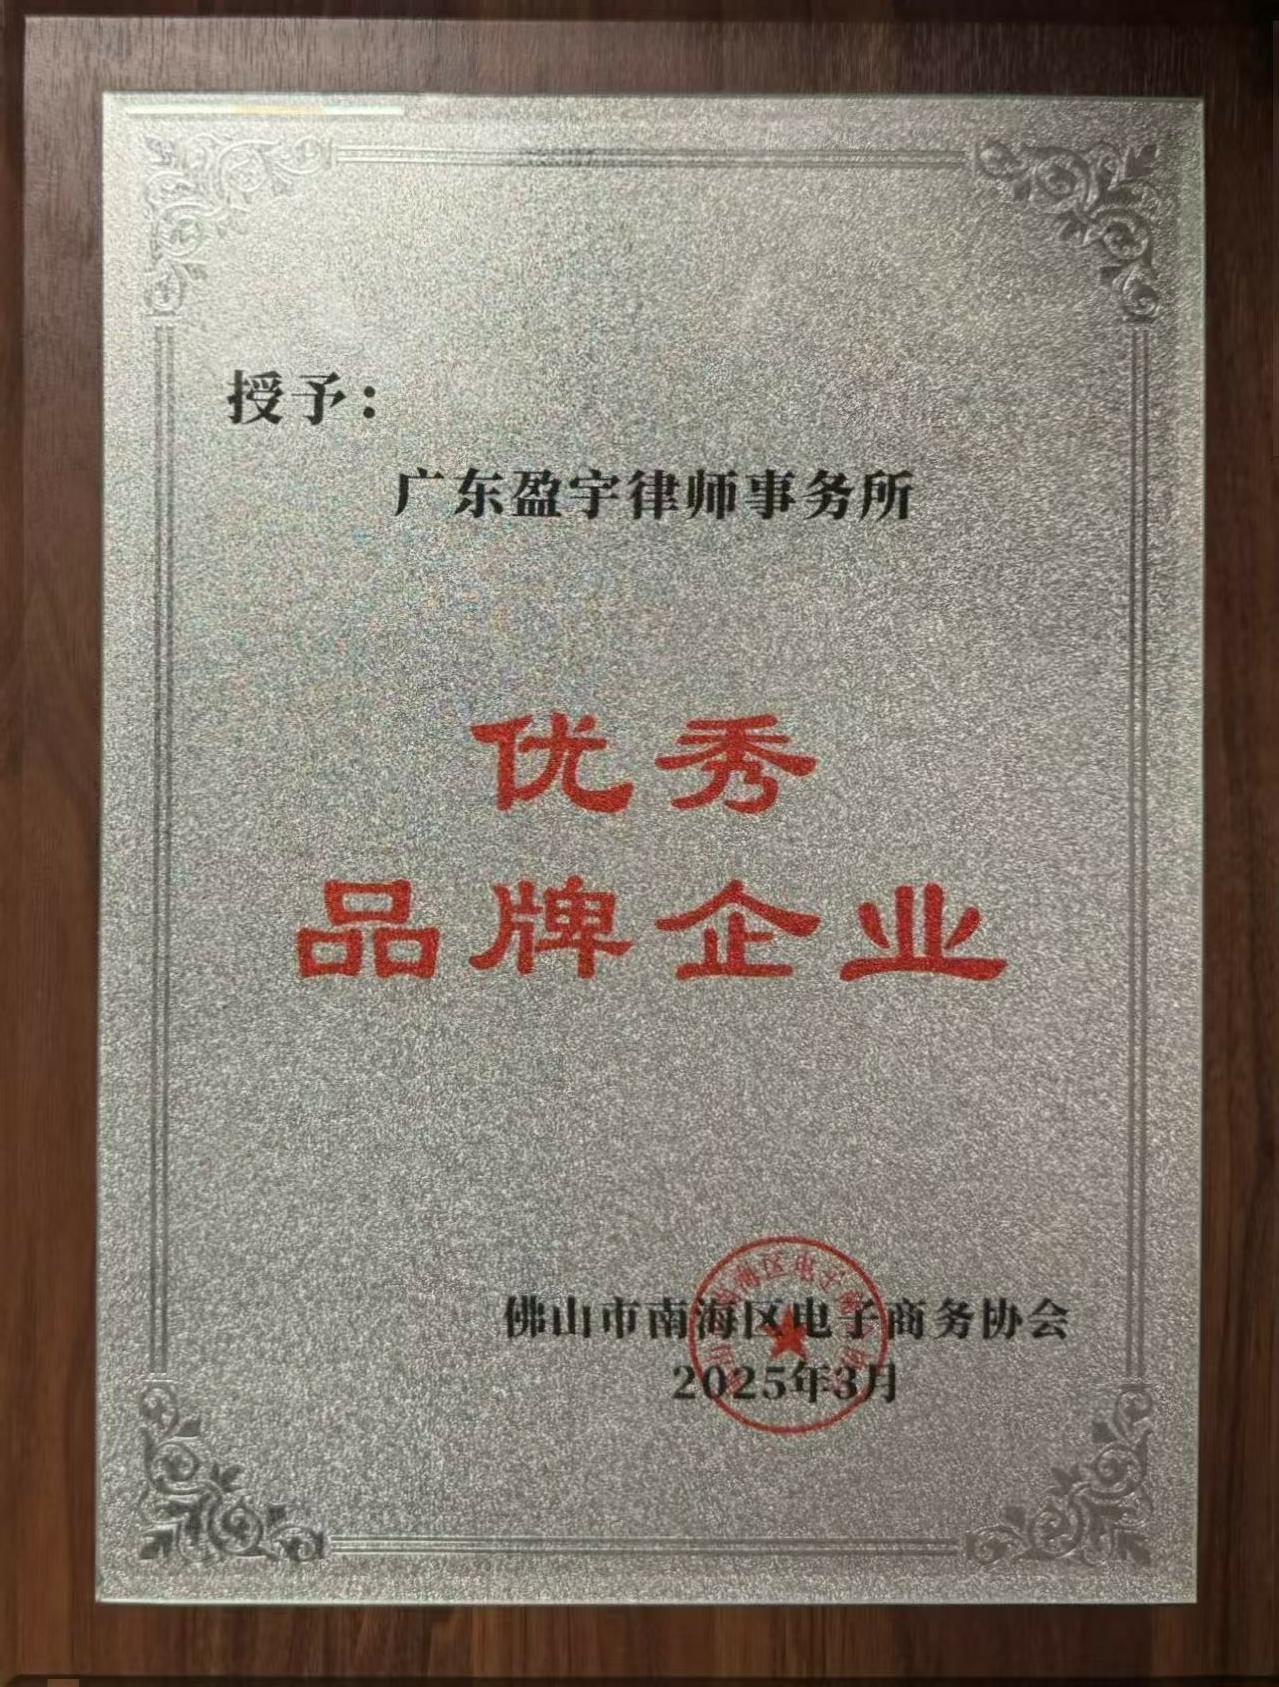 授予：
广东盈宇律师事务所
优秀
品牌企业
佛山市南海区电子商务协会
2025年3月